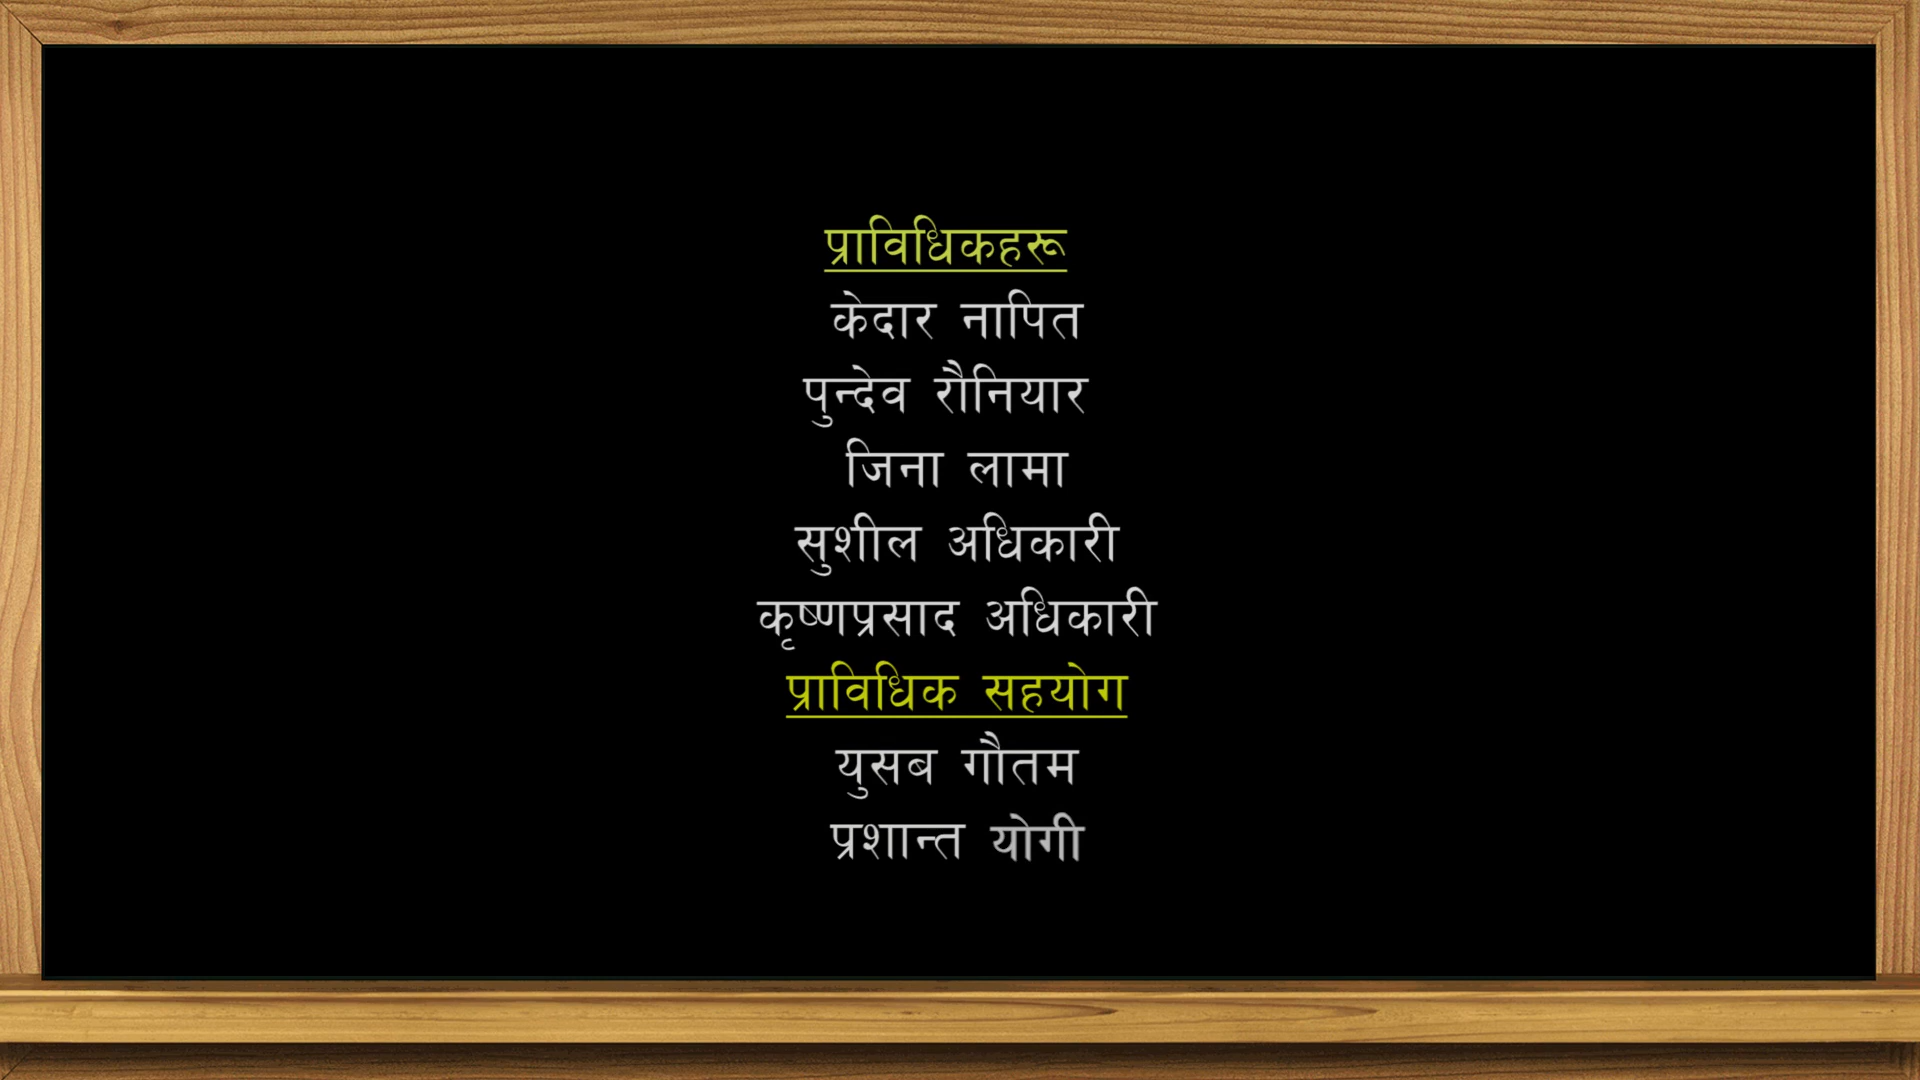 प्राविधिकहरू
केदार नापित
पुन्देव रौनियार
जिना लामा
सुशील अधिकारी
कृष्णप्रसाद अधिकारी
प्राविधिक सहयोग
युसब गौतम
प्रशान्त योगी